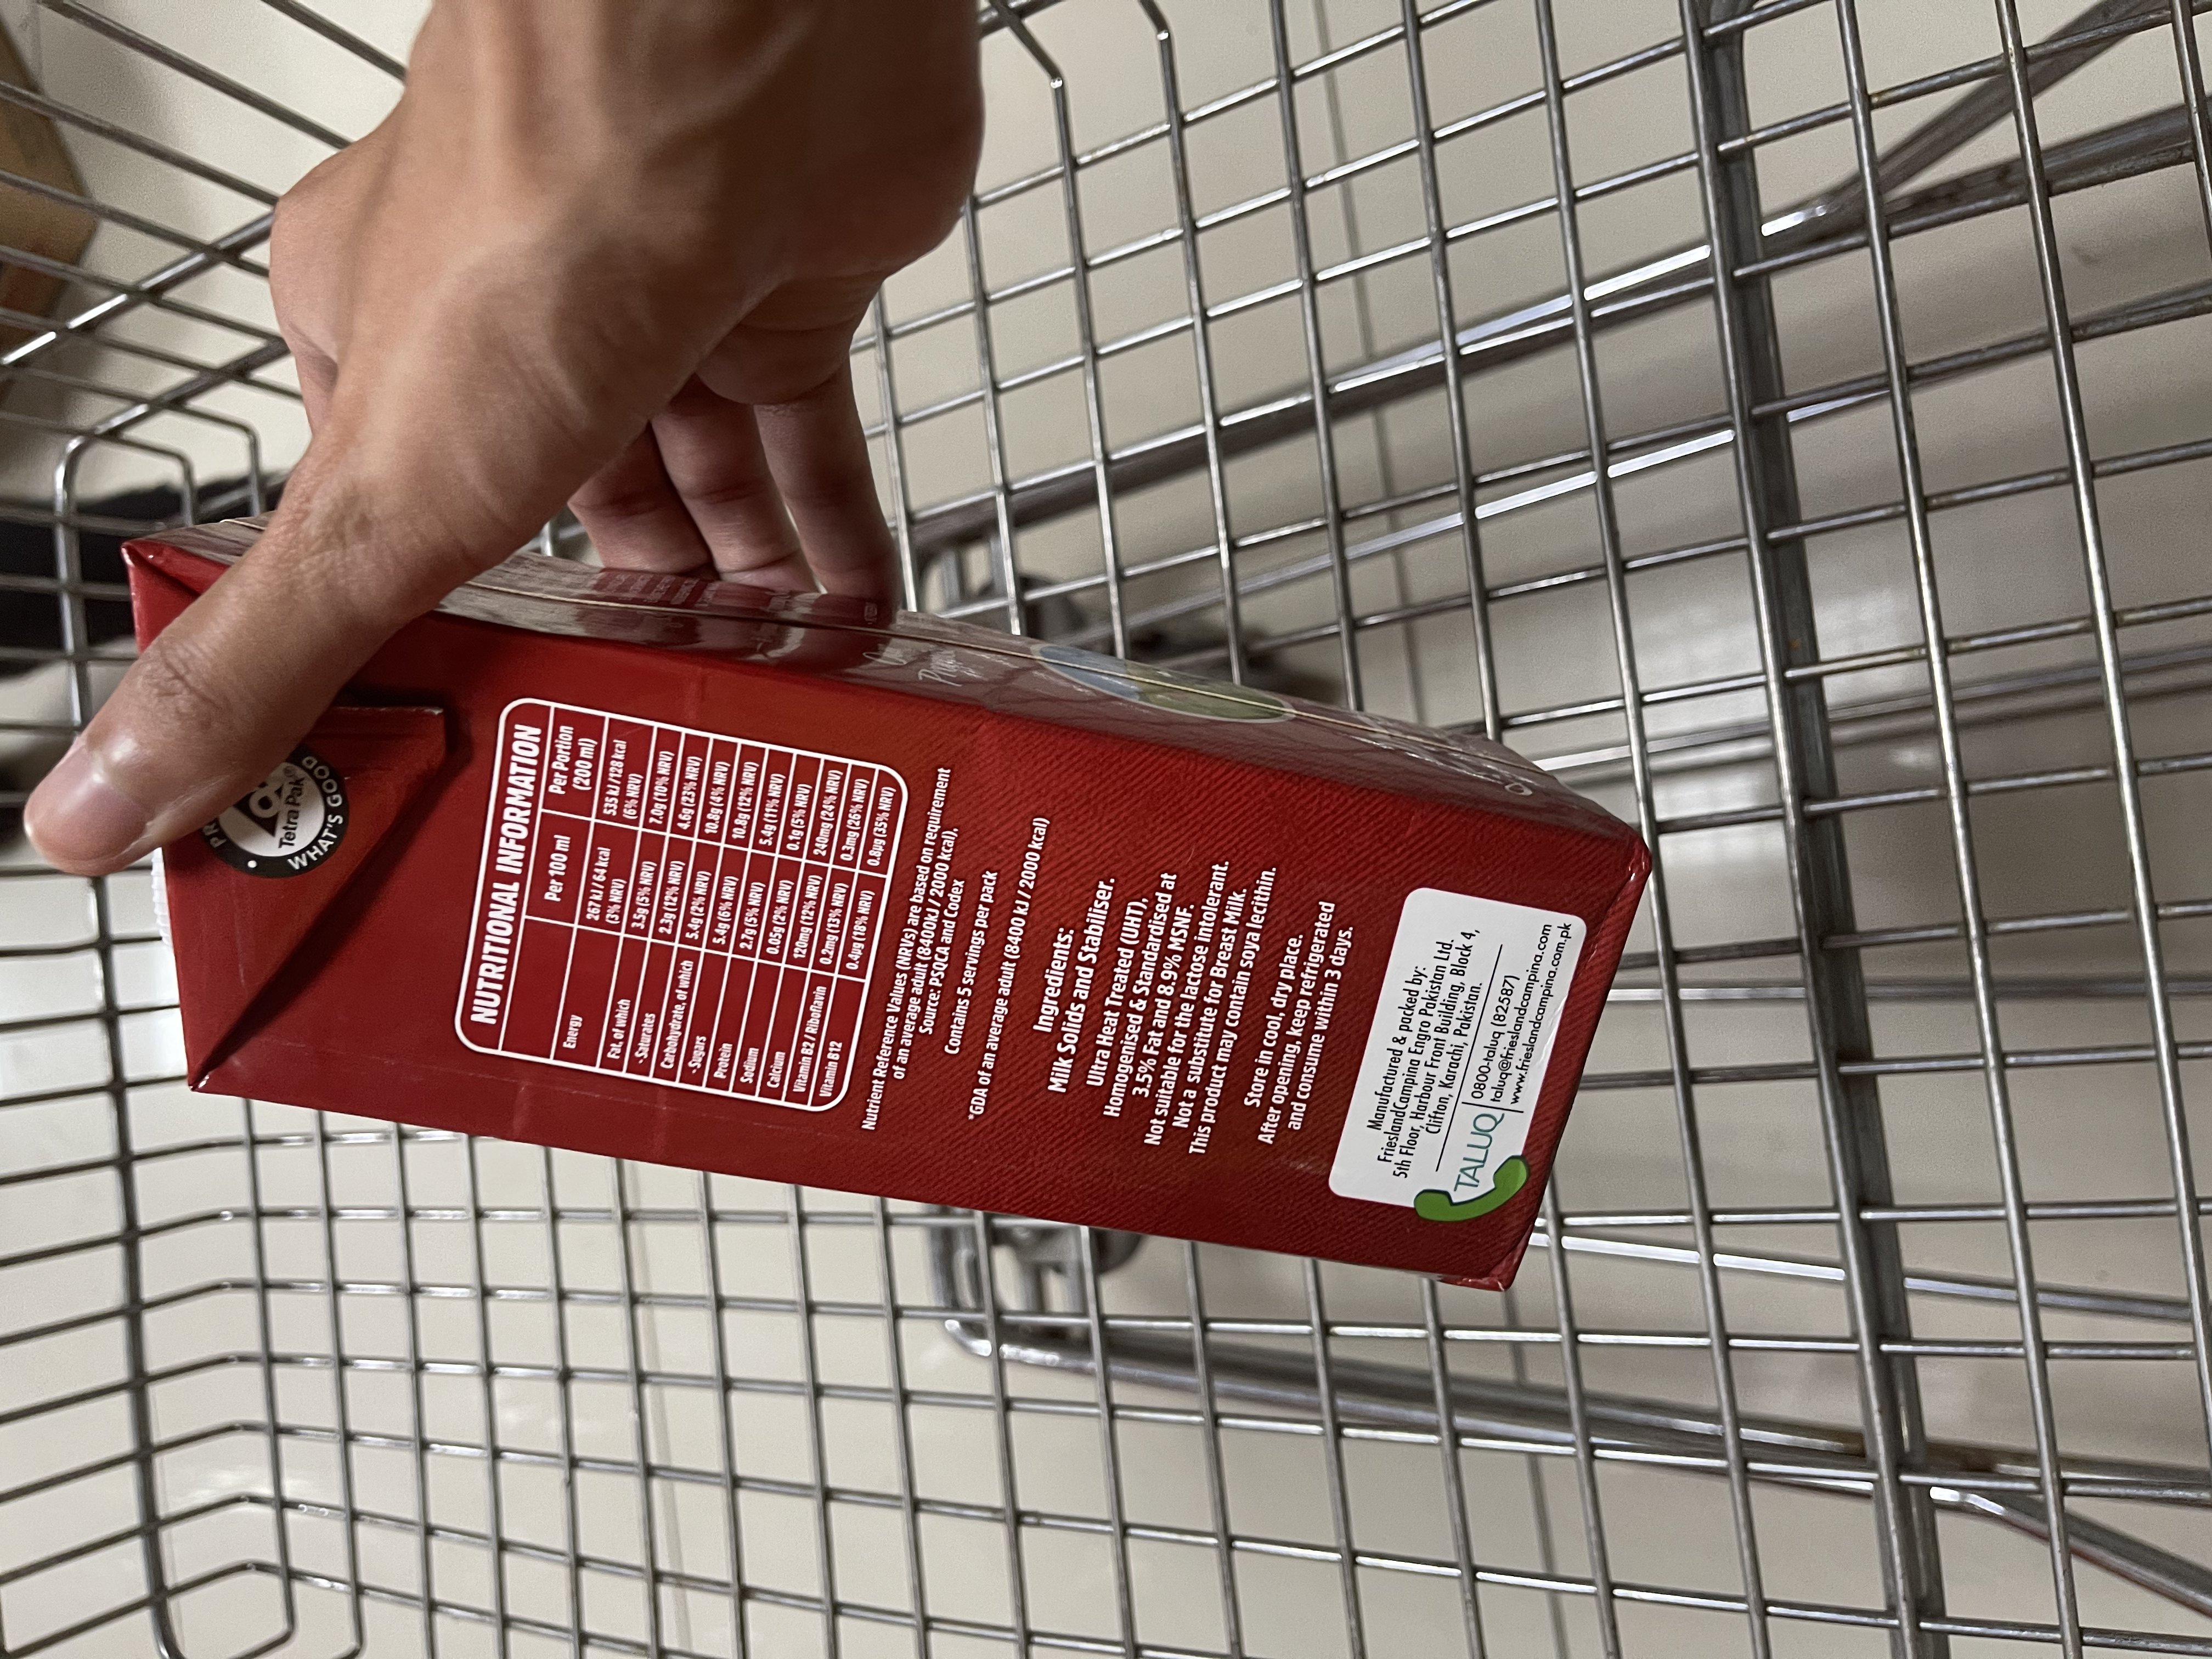 PR
Tetra Pak®
WHAT'S GOOD
NUTRITIONAL INFORMATION
Per 100 ml Per Portion (200 ml)
Energy 267 kJ / 64 kcal (3% NRV) 535 kJ / 128 kcal (6% NRV)
Fat, of which 3.5g (5% NRV) 7.0g (10% NRV)
- Saturates 2.3g (12% NRV) 4.6g (23% NRV)
Carbohydrate, of which 5.4g (2% NRV) 10.8g (4% NRV)
- Sugars 5.4g (6% NRV) 10.8g (12% NRV)
Protein 2.7g (5% NRV) 5.4g (11% NRV)
Sodium 0.05g (2% NRV) 0.1g (5% NRV)
Calcium 120mg (12% NRV) 240mg (24% NRV)
Vitamin B2 / Riboflavin 0.2mg (13% NRV) 0.3mg (26% NRV)
Vitamin B12 0.4µg (18% NRV) 0.8µg (35% NRV)
Nutrient Reference Values (NRVs) are based on requirement
of an average adult (8400kJ / 2000 kcal),
Source: PSQCA and Codex
Contains 5 servings per pack
*GDA of an average adult (8400 kJ / 2000 kcal)
Ingredients:
Milk Solids and Stabiliser.
Ultra Heat Treated (UHT),
Homogenised & Standardised at
3.5% Fat and 8.9% MSNF.
Not suitable for the lactose intolerant.
Not a substitute for Breast Milk.
This product may contain soya lecithin.
Store in cool, dry place.
After opening, keep refrigerated
and consume within 3 days.
Manufactured & packed by:
FrieslandCampina Engro Pakistan Ltd.
5th Floor, Harbour Front Building, Block 4,
Clifton, Karachi, Pakistan.
TALUQ
0800-taluq (82587)
taluq@frieslandcampina.com
www.frieslandcampina.com.pk